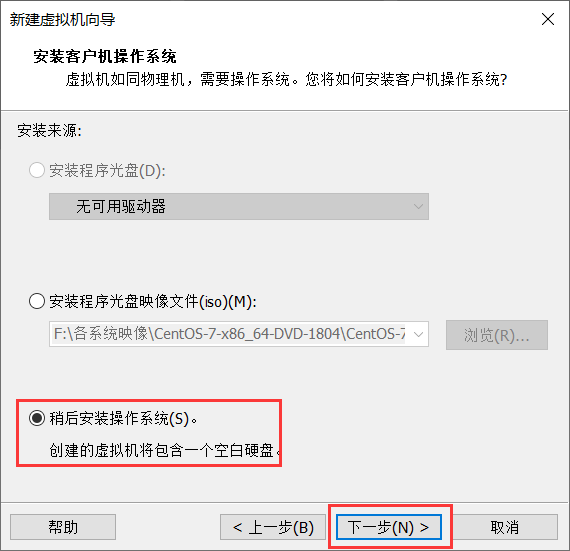 新建虚拟机向导
安装客户机操作系统
虚拟机如同物理机，需要操作系统。您将如何安装客户机操作系统?
安装来源:
安装程序光盘(D):
无可用驱动器
安装程序光盘映像文件(iso)(M):
F:\各系统映像\CentOS-7-x86_64-DVD-1804\CentOS-7
浏览(R)...
稍后安装操作系统(S)。
创建的虚拟机将包含一个空白硬盘。
帮助
< 上一步(B)
下一步(N) >
取消